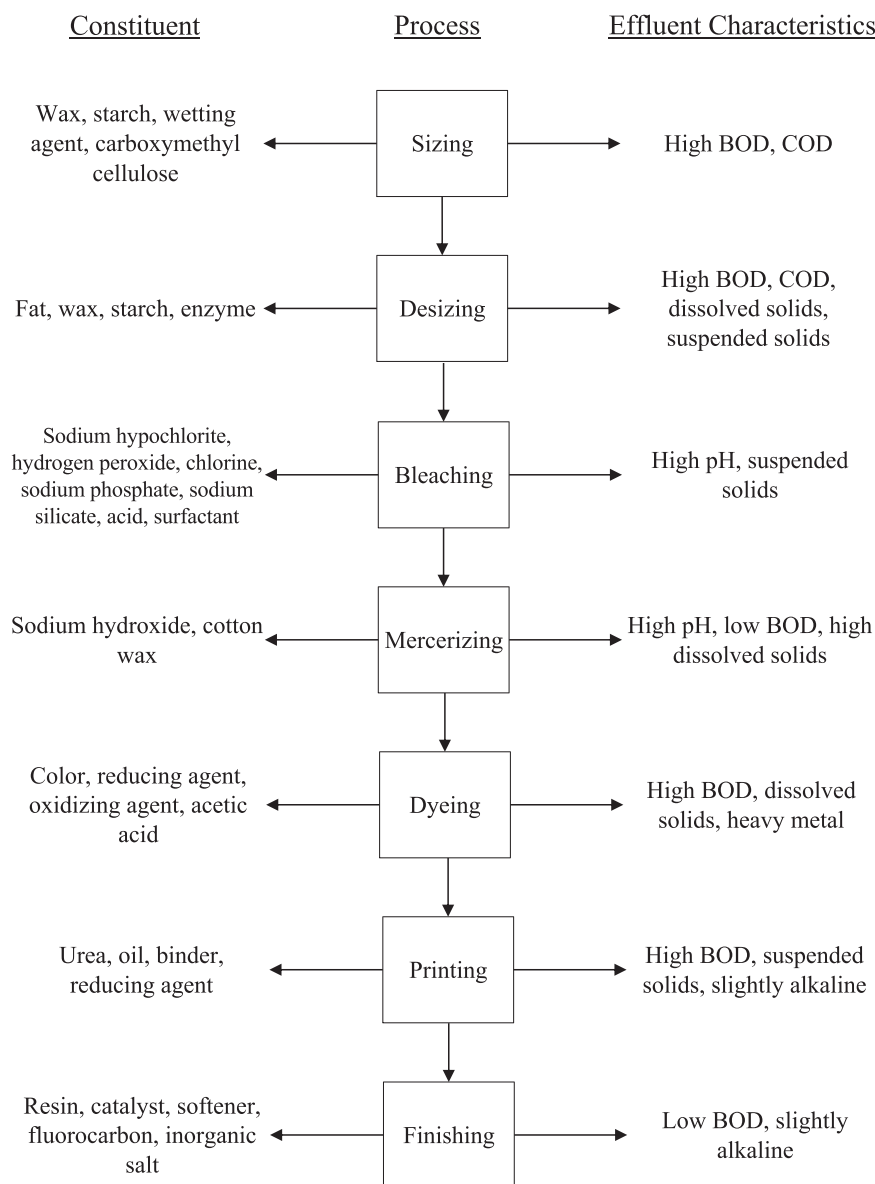 Constituent
Process
Effluent Characteristics
Wax, starch, wetting
agent, carboxymethyl
cellulose
Sizing
High BOD, COD
Fat, wax, starch, enzyme
Desizing
High BOD, COD,
dissolved solids,
suspended solids
Sodium hypochlorite,
hydrogen peroxide, chlorine,
sodium phosphate, sodium
silicate, acid, surfactant
Bleaching
High pH, suspended
solids
Sodium hydroxide, cotton
wax
Mercerizing
High pH, low BOD, high
dissolved solids
Color, reducing agent,
oxidizing agent, acetic
acid
Dyeing
High BOD, dissolved
solids, heavy metal
Urea, oil, binder,
reducing agent
Printing
High BOD, suspended
solids, slightly alkaline
Resin, catalyst, softener,
fluorocarbon, inorganic
salt
Finishing
Low BOD, slightly
alkaline